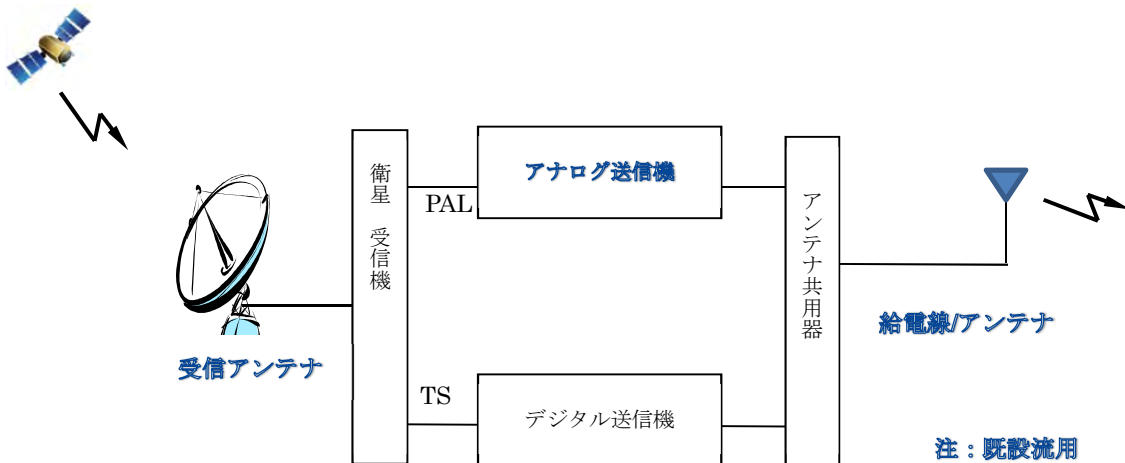 衛星 受信機
PAL
アナログ送信機
アンテナ共用器
給電線/アンテナ
受信アンテナ
TS
デジタル送信機
注：既設流用